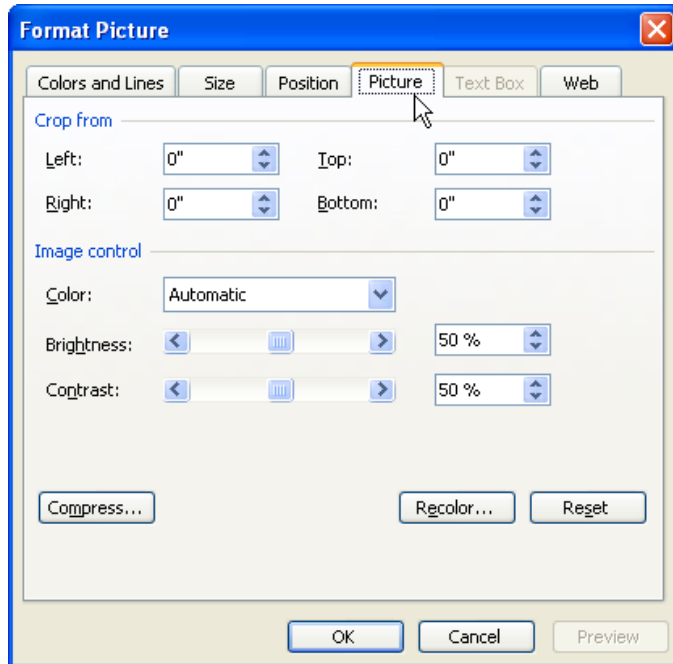 Format Picture
Colors and Lines Size Position Picture Text Box Web
Crop from
Left: 0" Top: 0"
Right: 0" Bottom: 0"
Image control
Color: Automatic
Brightness: 50 %
Contrast: 50 %
Compress... Recolor... Reset
OK Cancel Preview